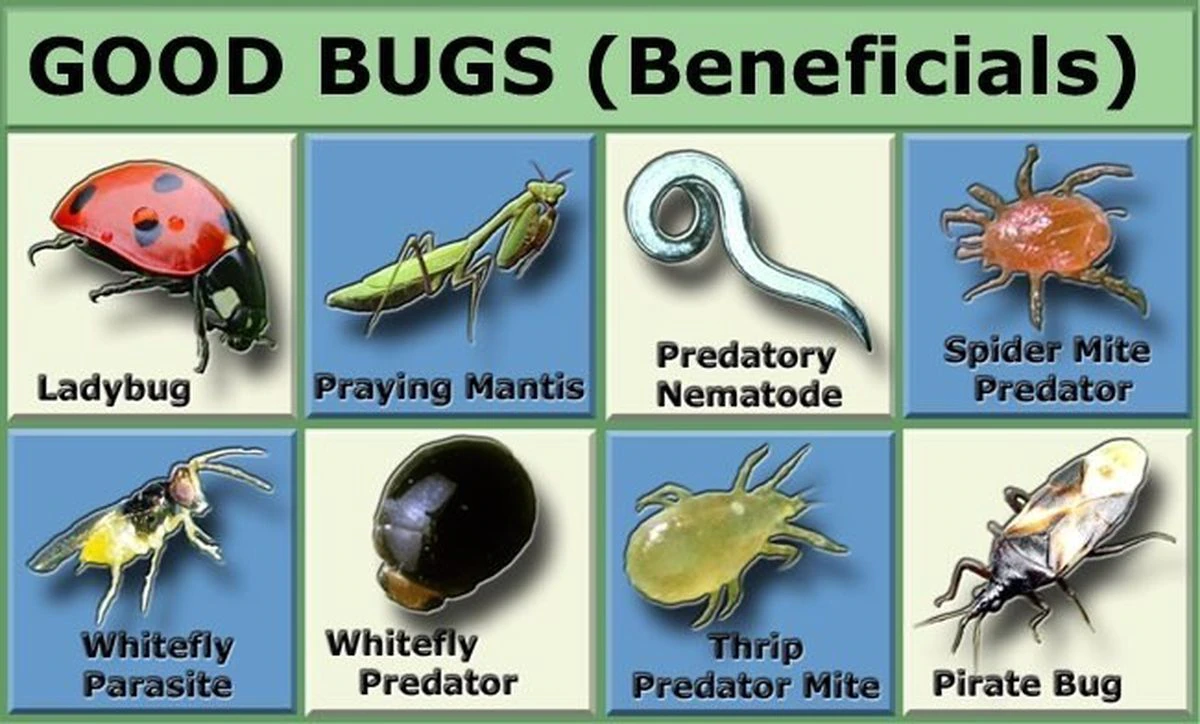 GOOD BUGS (Beneficials)
Ladybug
Praying Mantis
Predatory
Nematode
Spider Mite
Predator
Whitefly
Parasite
Whitefly
Predator
Thrip
Predator Mite
Pirate Bug